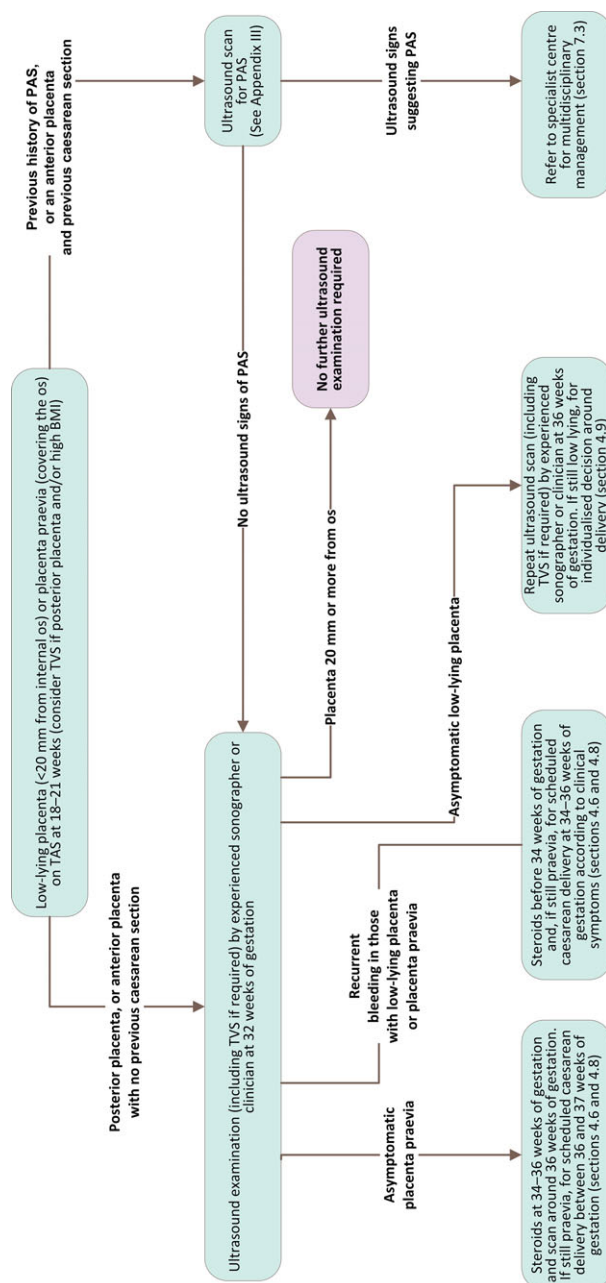 Low-lying placenta (<20 mm from internal os) or placenta praevia (covering the os)
on TAS at 18–21 weeks (consider TVS if posterior placenta and/or high BMI)
Posterior placenta, or anterior placenta
with no previous caesarean section
Previous history of PAS,
or an anterior placenta
and previous caesarean section
Ultrasound examination (including TVS if required) by experienced sonographer or
clinician at 32 weeks of gestation
No ultrasound signs of PAS
Ultrasound scan
for PAS
(See Appendix III)
Placenta 20 mm or more from os
No further ultrasound
examination required
Asymptomatic
placenta praevia
Recurrent
bleeding in those
with low-lying placenta
or placenta praevia
Asymptomatic low-lying placenta
Ultrasound signs
suggesting PAS
Steroids at 34–36 weeks of gestation
and scan around 36 weeks of gestation.
If still praevia, for scheduled caesarean
delivery between 36 and 37 weeks of
gestation (sections 4.6 and 4.8)
Steroids before 34 weeks of gestation
and, if still praevia, for scheduled
caesarean delivery at 34–36 weeks of
gestation according to clinical
symptoms (sections 4.6 and 4.8)
Repeat ultrasound scan (including
TVS if required) by experienced
sonographer or clinician at 36 weeks
of gestation. If still low lying, for
individualised decision around
delivery (section 4.9)
Refer to specialist centre
for multidisciplinary
management (section 7.3)